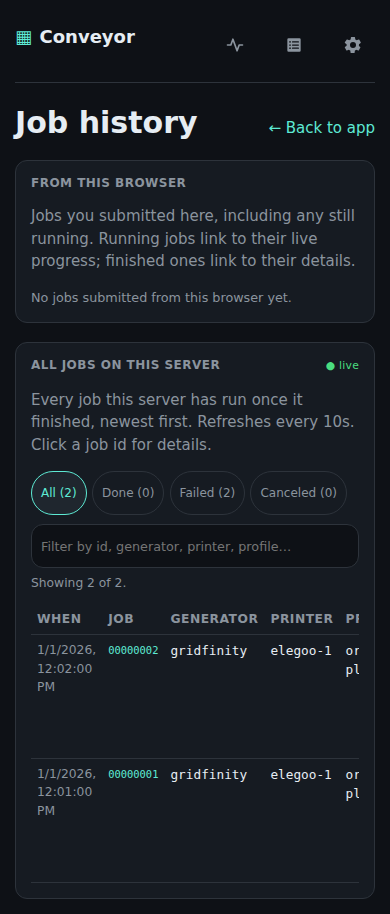 Conveyor
Job history
← Back to app
FROM THIS BROWSER
Jobs you submitted here, including any still
running. Running jobs link to their live
progress; finished ones link to their details.
No jobs submitted from this browser yet.
ALL JOBS ON THIS SERVER
● live
Every job this server has run once it
finished, newest first. Refreshes every 10s.
Click a job id for details.
All (2) Done (0) Failed (2) Canceled (0)
Filter by id, generator, printer, profile…
Showing 2 of 2.
WHEN JOB GENERATOR PRINTER
1/1/2026, 00000002 gridfinity elegoo-1 or
12:02:00 pl
PM
1/1/2026, 00000001 gridfinity elegoo-1 or
12:01:00 pl
PM